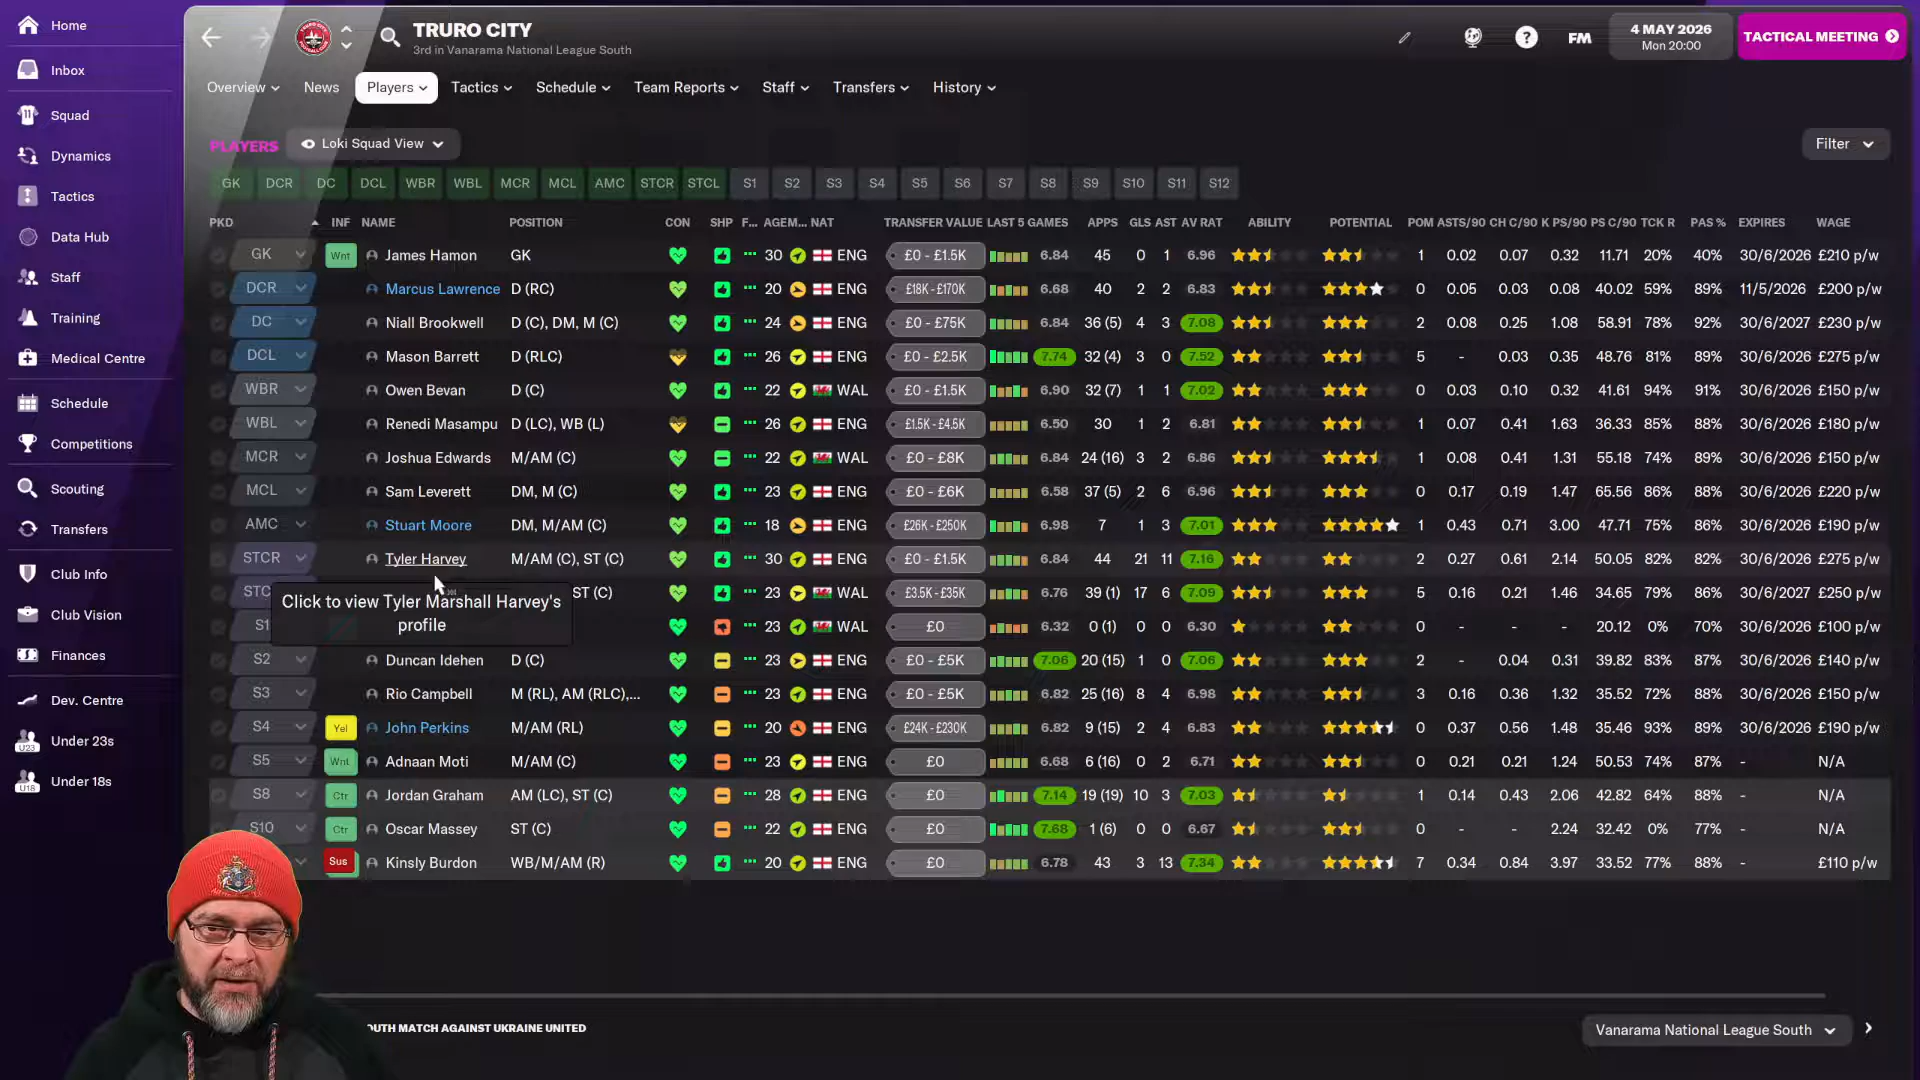 Home
Inbox
Squad
Dynamics
Tactics
Data Hub
Staff
Training
Medical Centre
Schedule
Competitions
Scouting
Transfers
Club Info
Club Vision
Finances
Dev. Centre
Under 23s
Under 18s
TRURO CITY
3rd in Vanarama National League South
? FM
4 MAY 2026
Mon 20:00
TACTICAL MEETING
Overview News Players Tactics Schedule Team Reports Staff Transfers History
PLAYERS Loki Squad View Filter
GK DCR DC DCL WBR WBL MCR MCL AMC STCR STCL S1 S2 S3 S4 S5 S6 S7 S8 S9 S10 S11 S12
PKD INF NAME POSITION CON SHP F... AGE M... NAT TRANSFER VALUE LAST 5 GAMES APPS GLS AST AV RAT ABILITY POTENTIAL POM ASTS/90 CH C/90 K PS/90 PS C/90 TCK R PAS % EXPIRES WAGE
GK Wnt James Hamon GK 30 ENG £0 - £1.5K 6.84 45 0 1 6.96 1 0.02 0.07 0.32 11.71 20% 40% 30/6/2026 £210 p/w
DCR Marcus Lawrence D (RC) 20 ENG £18K - £170K 6.68 40 2 2 6.83 0 0.05 0.03 0.08 40.02 59% 89% 11/5/2026 £200 p/w
DC Niall Brookwell D (C), DM, M (C) 24 ENG £0 - £75K 6.84 36 (5) 4 3 7.08 2 0.08 0.25 1.08 58.91 78% 92% 30/6/2027 £230 p/w
DCL Mason Barrett D (RLC) 26 ENG £0 - £2.5K 7.74 32 (4) 3 0 7.52 5 - 0.03 0.35 48.76 81% 89% 30/6/2026 £275 p/w
WBR Owen Bevan D (C) 22 WAL £0 - £1.5K 6.90 32 (7) 1 1 7.02 0 0.03 0.10 0.32 41.61 94% 91% 30/6/2026 £150 p/w
WBL Renedi Masampu D (LC), WB (L) 26 ENG £1.5K - £4.5K 6.50 30 1 2 6.81 1 0.07 0.41 1.63 36.33 85% 88% 30/6/2026 £180 p/w
MCR Joshua Edwards M/AM (C) 22 WAL £0 - £8K 6.84 24 (16) 3 2 6.86 1 0.08 0.41 1.31 55.18 74% 89% 30/6/2026 £150 p/w
MCL Sam Leverett DM, M (C) 23 ENG £0 - £6K 6.58 37 (5) 2 6 6.96 0 0.17 0.19 1.47 65.56 86% 88% 30/6/2026 £220 p/w
AMC Stuart Moore DM, M/AM (C) 18 ENG £26K - £250K 6.98 7 1 3 7.01 1 0.43 0.71 3.00 47.71 75% 86% 30/6/2026 £190 p/w
STCR Tyler Harvey M/AM (C), ST (C) 30 ENG £0 - £1.5K 6.84 44 21 11 7.16 2 0.27 0.61 2.14 50.05 82% 82% 30/6/2026 £275 p/w
STC ST (C) 23 WAL £3.5K - £35K 6.76 39 (1) 17 6 7.09 5 0.16 0.21 1.46 34.65 79% 86% 30/6/2027 £250 p/w
Click to view Tyler Marshall Harvey's
profile
S1 23 WAL £0 6.32 0 (1) 0 0 6.30 0 - - - 20.12 0% 70% 30/6/2026 £100 p/w
S2 Duncan Idehen D (C) 23 ENG £0 - £5K 7.06 20 (15) 1 0 7.06 2 - 0.04 0.31 39.82 83% 87% 30/6/2026 £140 p/w
S3 Rio Campbell M (RL), AM (RLC),... 23 ENG £0 - £5K 6.82 25 (16) 8 4 6.98 3 0.16 0.36 1.32 35.52 72% 88% 30/6/2026 £150 p/w
S4 Yel John Perkins M/AM (RL) 20 ENG £24K - £230K 6.82 9 (15) 2 4 6.83 0 0.37 0.56 1.48 35.46 93% 89% 30/6/2026 £190 p/w
S5 Wnt Adnaan Moti M/AM (C) 23 ENG £0 6.68 6 (16) 0 2 6.71 0 0.21 0.21 1.24 50.53 74% 87% - N/A
S8 Ctr Jordan Graham AM (LC), ST (C) 28 ENG £0 7.14 19 (19) 10 3 7.03 1 0.14 0.43 2.06 42.82 64% 88% - N/A
S10 Ctr Oscar Massey ST (C) 22 ENG £0 7.68 1 (6) 0 0 6.67 0 - - 2.24 32.42 0% 77% - N/A
Sus Kinsly Burdon WB/M/AM (R) 20 ENG £0 6.78 43 3 13 7.34 7 0.34 0.84 3.97 33.52 77% 88% - £110 p/w
OUTH MATCH AGAINST UKRAINE UNITED
Vanarama National League South